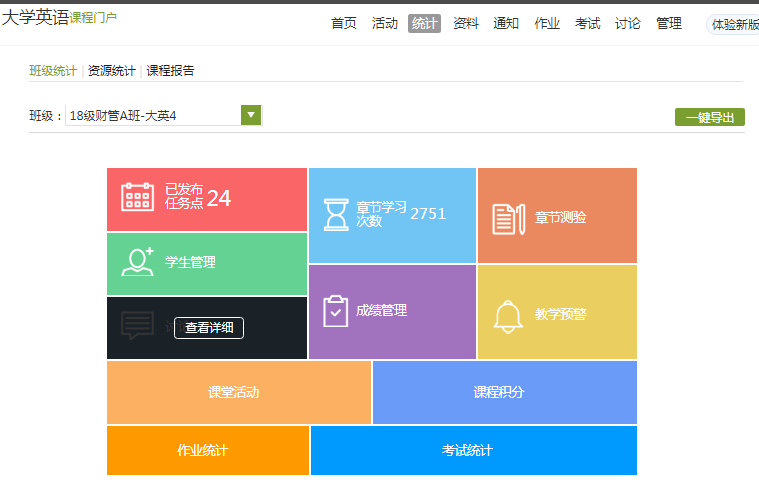 大学英语课程门户
首页 活动 统计 资料 通知 作业 考试 讨论 管理 体验新版
班级统计 | 资源统计 | 课程报告
班级： 18级财管A班-大英4
一键导出
已发布
任务点 24
章节学习
次数 2751
章节测验
学生管理
成绩管理
教学预警
查看详细
课堂活动
课程积分
作业统计
考试统计